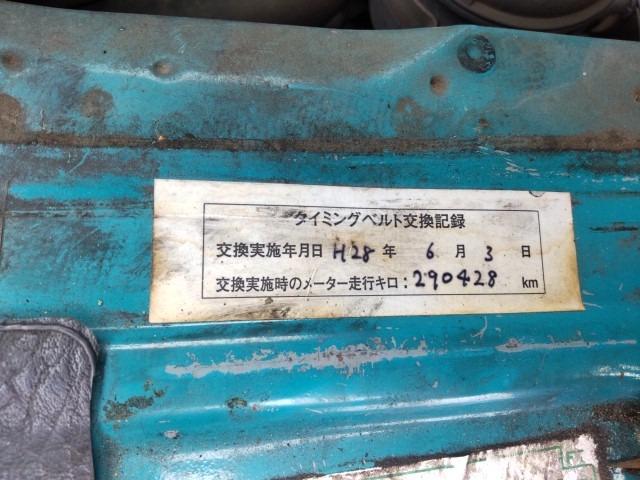 タイミングベルト交換記録
交換実施年月日 H28 年 6 月 3 日
交換実施時のメーター走行キロ:290428 km